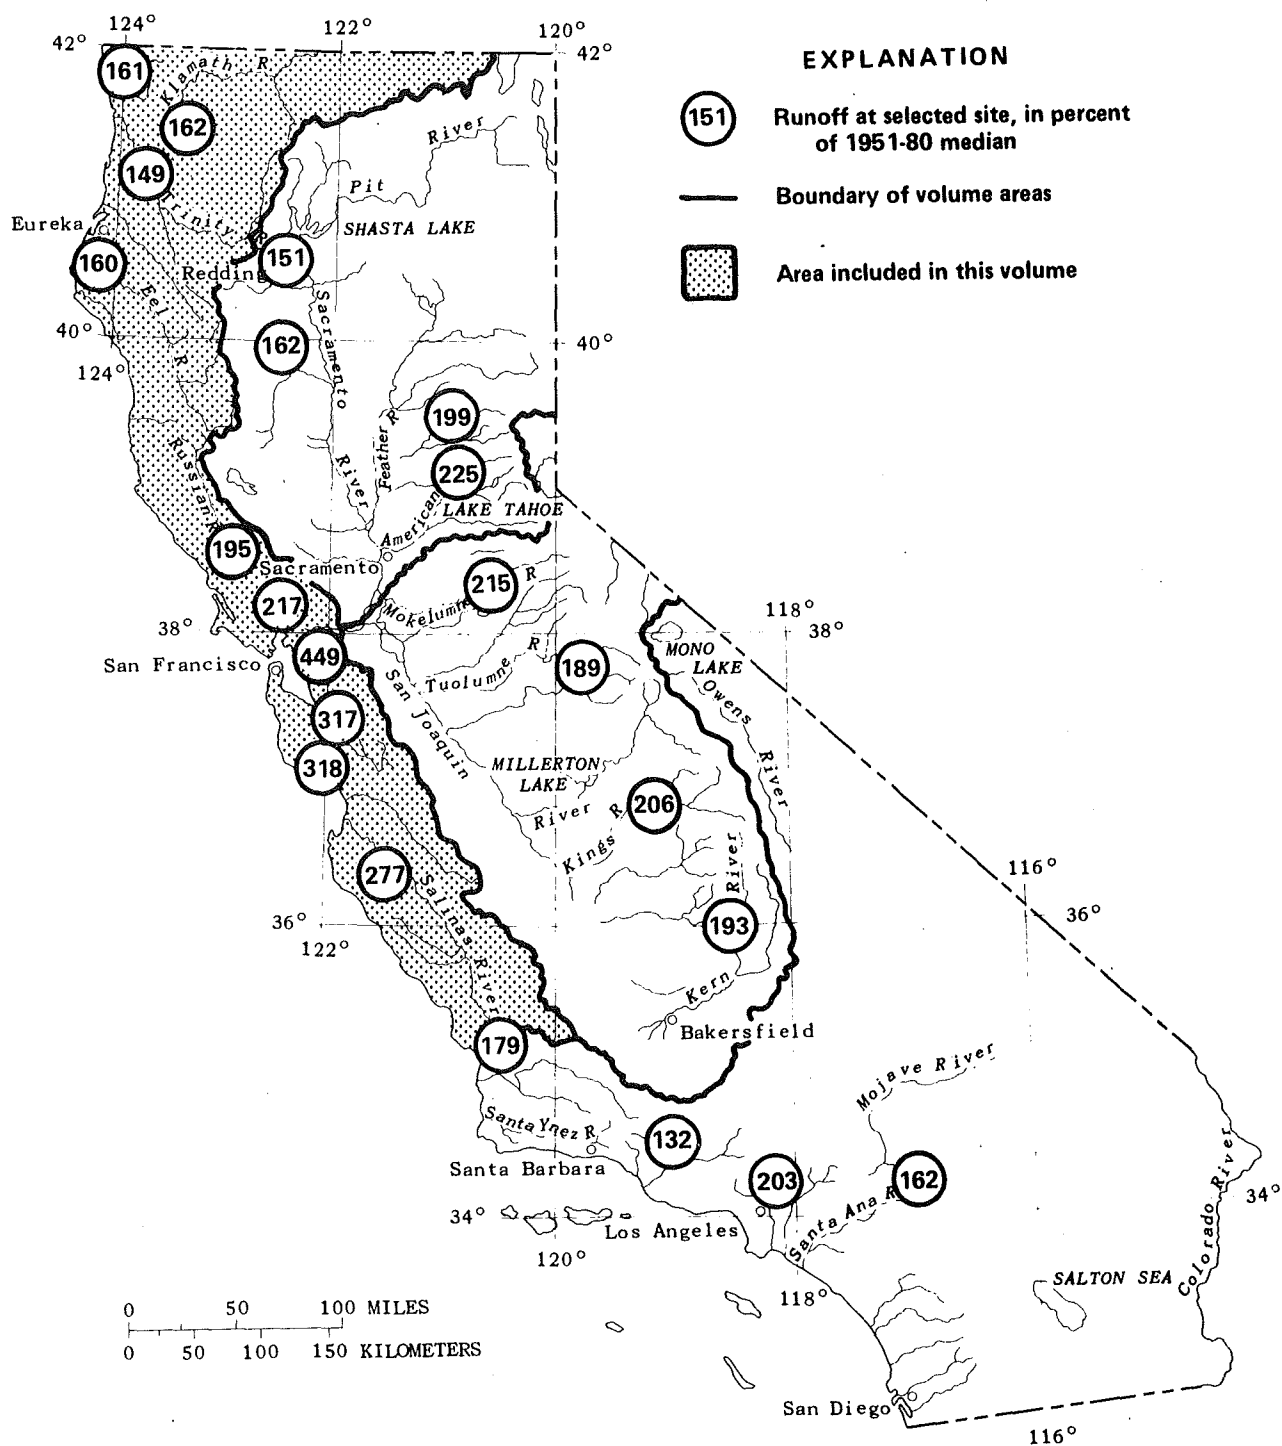 124°
122°
120°
42°
42°
EXPLANATION
161
Klamath R
151
Runoff at selected site, in percent
of 1951-80 median
162
River
149
Pit
Boundary of volume areas
Trinity R
Eureka
SHASTA LAKE
160
151
Redding
Area included in this volume
Eel R
Sacramento River
40°
162
40°
124°
199
Feather R
225
Russian R
American
LAKE TAHOE
195
Sacramento
215
R
217
Mokelumne
118°
38°
38°
449
MONO
LAKE
San Francisco
R
189
Tuolumne
San Joaquin
Owens River
317
318
MILLERTON
LAKE
206
River
Kings R
River
116°
277
Salinas River
36°
36°
193
122°
Kern
Bakersfield
179
Mojave River
Santa Ynez R
132
Santa Barbara
203
162
Colorado River
34°
34°
Santa Ana R
Los Angeles
120°
SALTON SEA
118°
0 50 100 MILES
0 50 100 150 KILOMETERS
San Diego
116°